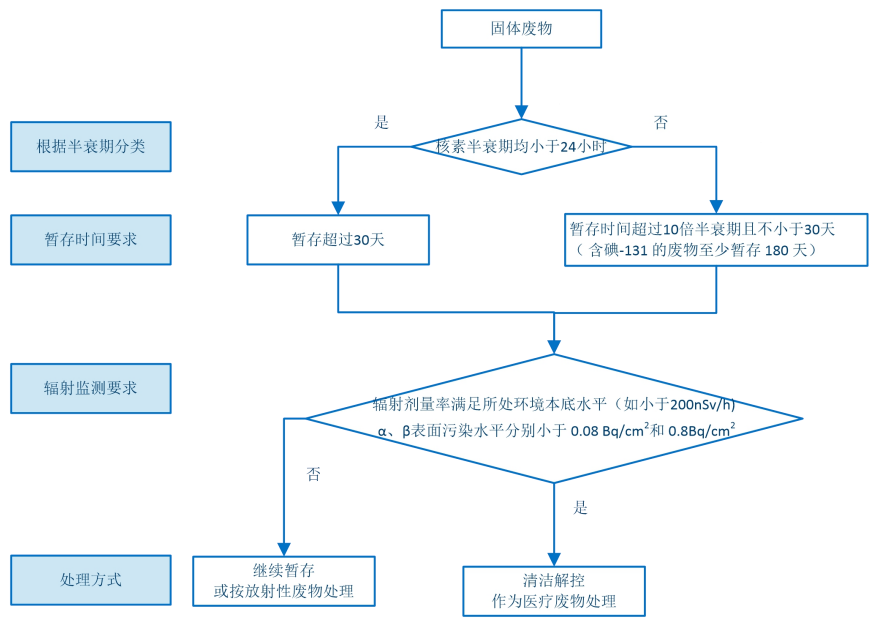 固体废物
根据半衰期分类
是
核素半衰期均小于24小时
否
暂存时间要求
暂存超过30天
暂存时间超过10倍半衰期且不小于30天
（ 含碘-131 的废物至少暂存 180 天）
辐射监测要求
辐射剂量率满足所处环境本底水平（如小于200nSv/h)
α、β表面污染水平分别小于 0.08 Bq/cm²和 0.8Bq/cm²
否
是
处理方式
继续暂存
或按放射性废物处理
清洁解控
作为医疗废物处理